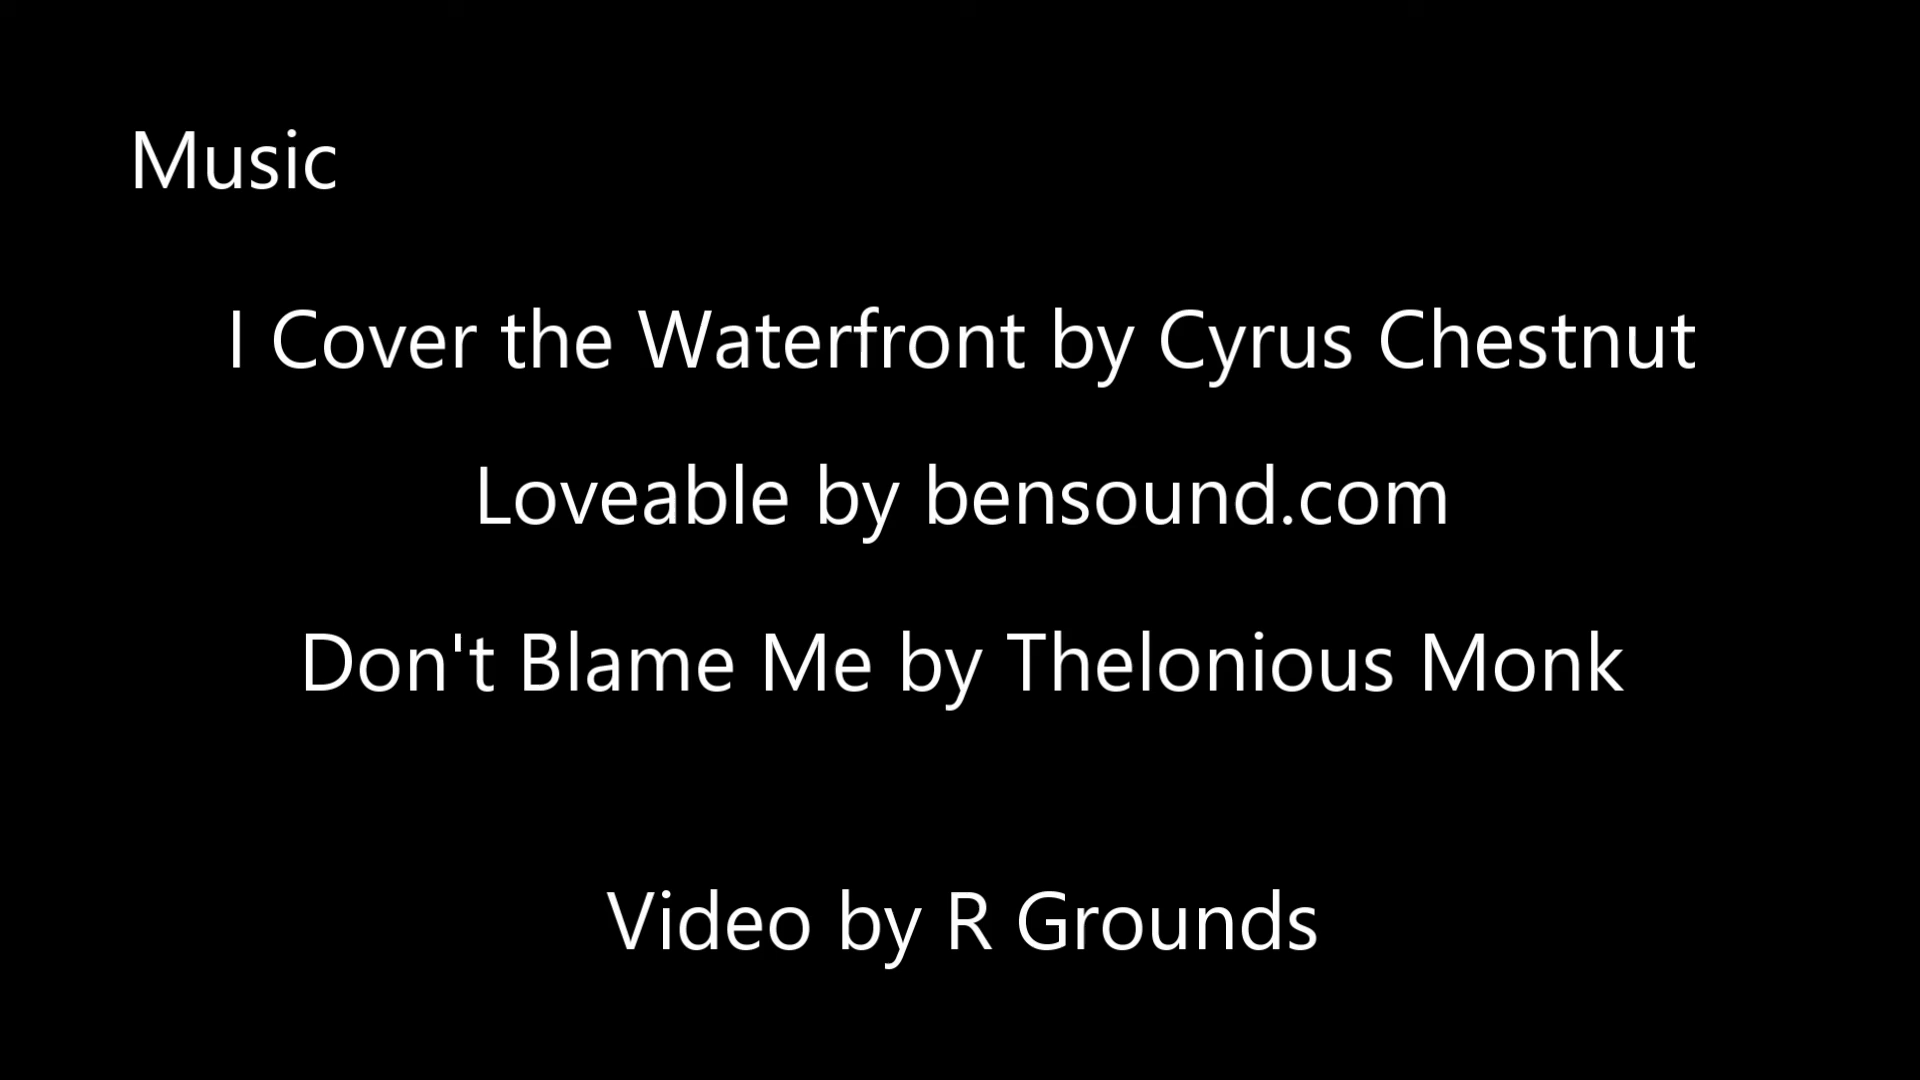 Music
I Cover the Waterfront by Cyrus Chestnut
Loveable by bensound.com
Don't Blame Me by Thelonious Monk
Video by R Grounds